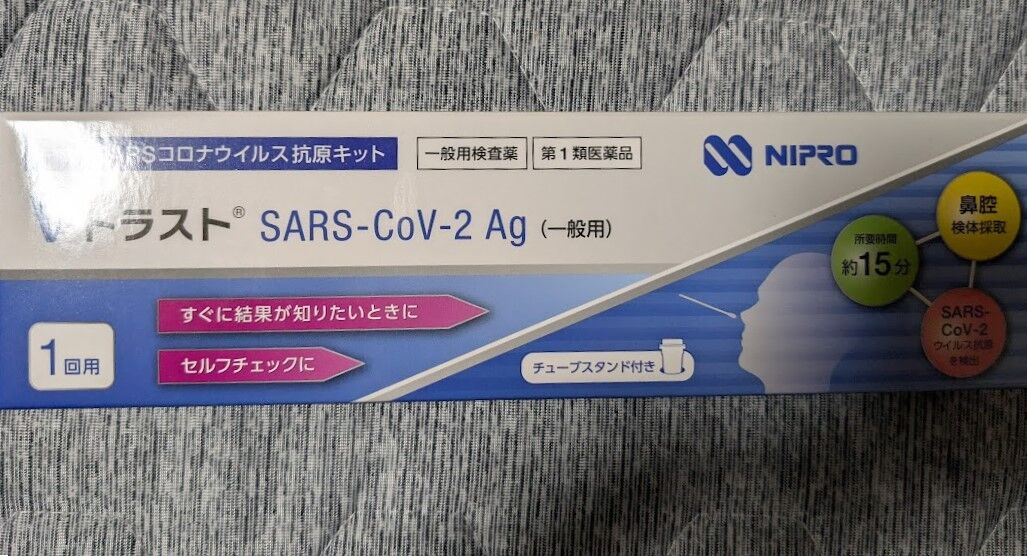 コロナウイルス抗原キット
一般用検査薬
第1類医薬品
NIPRO
トラスト® SARS-CoV-2 Ag (一般用)
鼻腔
検体採取
所要時間
約15分
SARS-
CoV-2
ウイルス抗原
を検出
すぐに結果が知りたいときに
セルフチェックに
1回用
チューブスタンド付き